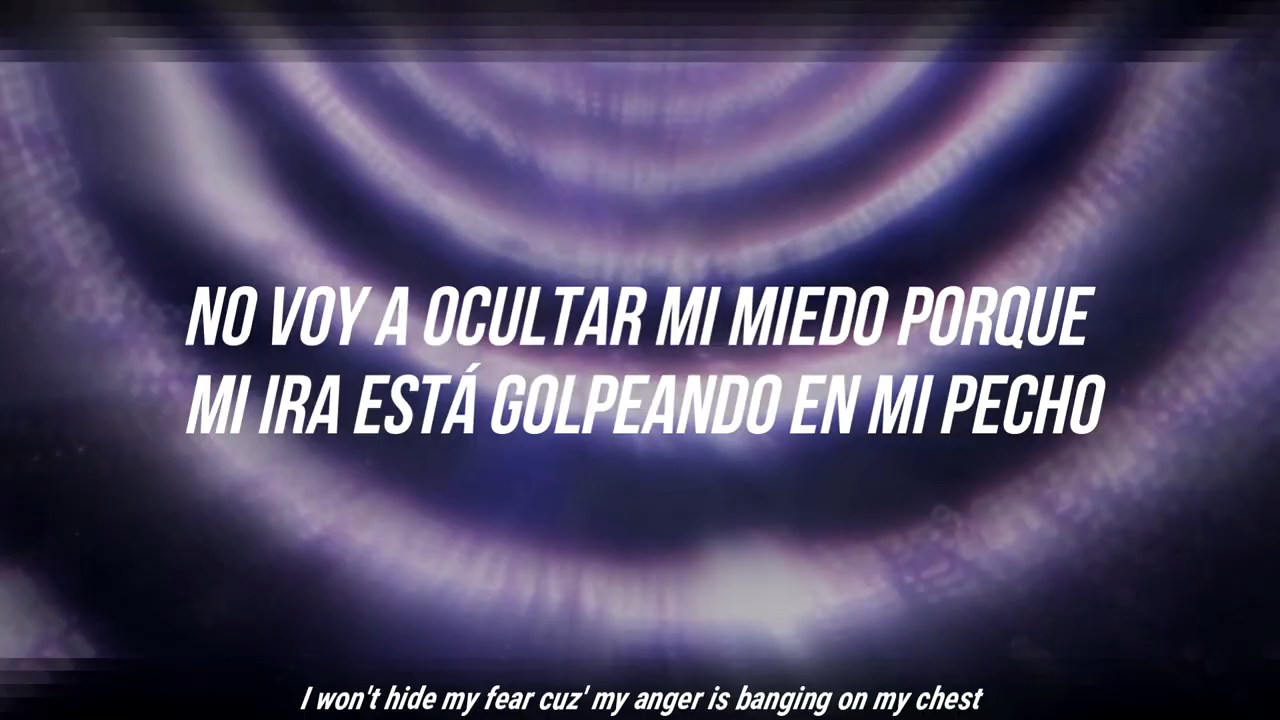 NO VOY A OCULTAR MI MIEDO PORQUE
MI IRA ESTÁ GOLPEANDO EN MI PECHO
I won't hide my fear cuz' my anger is banging on my chest